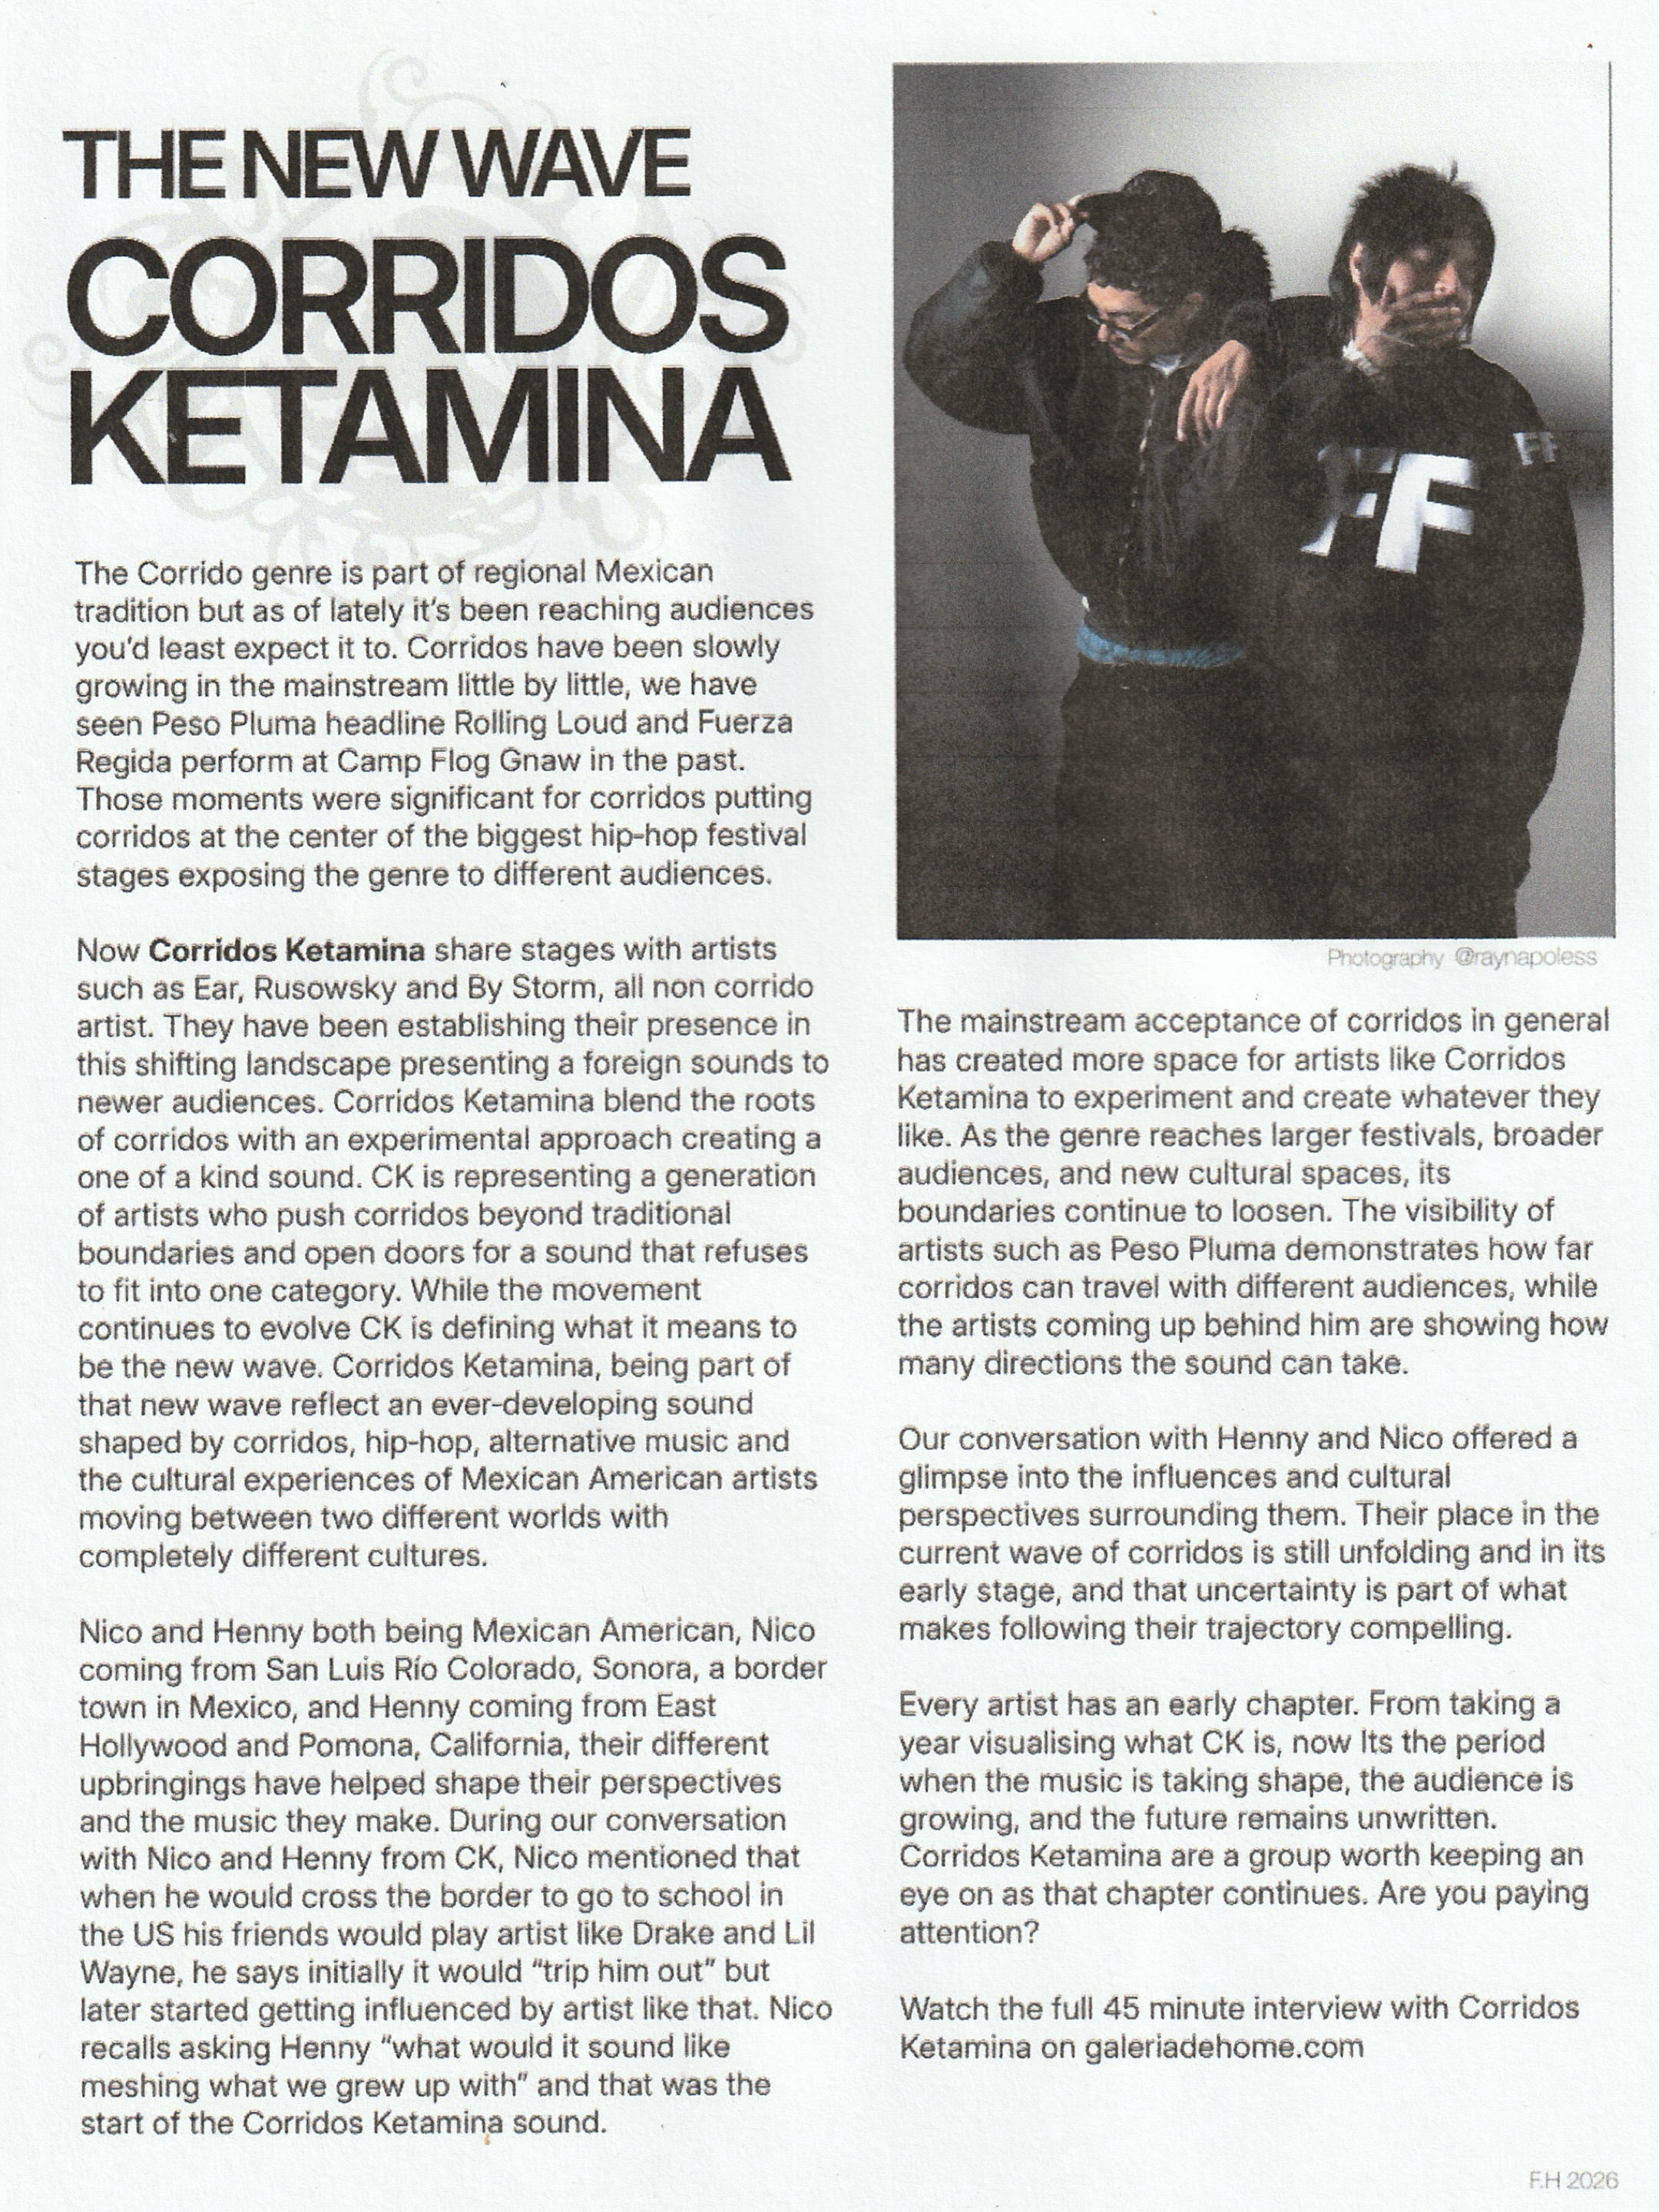 THE NEW WAVE
CORRIDOS
KETAMINA
The Corrido genre is part of regional Mexican
tradition but as of lately it's been reaching audiences
you'd least expect it to. Corridos have been slowly
growing in the mainstream little by little, we have
seen Peso Pluma headline Rolling Loud and Fuerza
Regida perform at Camp Flog Gnaw in the past.
Those moments were significant for corridos putting
corridos at the center of the biggest hip-hop festival
stages exposing the genre to different audiences.
Now Corridos Ketamina share stages with artists
such as Ear, Rusowsky and By Storm, all non corrido
artist. They have been establishing their presence in
this shifting landscape presenting a foreign sounds to
newer audiences. Corridos Ketamina blend the roots
of corridos with an experimental approach creating a
one of a kind sound. CK is representing a generation
of artists who push corridos beyond traditional
boundaries and open doors for a sound that refuses
to fit into one category. While the movement
continues to evolve CK is defining what it means to
be the new wave. Corridos Ketamina, being part of
that new wave reflect an ever-developing sound
shaped by corridos, hip-hop, alternative music and
the cultural experiences of Mexican American artists
moving between two different worlds with
completely different cultures.
Nico and Henny both being Mexican American, Nico
coming from San Luis Río Colorado, Sonora, a border
town in Mexico, and Henny coming from East
Hollywood and Pomona, California, their different
upbringings have helped shape their perspectives
and the music they make. During our conversation
with Nico and Henny from CK, Nico mentioned that
when he would cross the border to go to school in
the US his friends would play artist like Drake and Lil
Wayne, he says initially it would “trip him out” but
later started getting influenced by artist like that. Nico
recalls asking Henny “what would it sound like
meshing what we grew up with” and that was the
start of the Corridos Ketamina sound.
FF
FF
Photography @raynapoless
The mainstream acceptance of corridos in general
has created more space for artists like Corridos
Ketamina to experiment and create whatever they
like. As the genre reaches larger festivals, broader
audiences, and new cultural spaces, its
boundaries continue to loosen. The visibility of
artists such as Peso Pluma demonstrates how far
corridos can travel with different audiences, while
the artists coming up behind him are showing how
many directions the sound can take.
Our conversation with Henny and Nico offered a
glimpse into the influences and cultural
perspectives surrounding them. Their place in the
current wave of corridos is still unfolding and in its
early stage, and that uncertainty is part of what
makes following their trajectory compelling.
Every artist has an early chapter. From taking a
year visualising what CK is, now Its the period
when the music is taking shape, the audience is
growing, and the future remains unwritten.
Corridos Ketamina are a group worth keeping an
eye on as that chapter continues. Are you paying
attention?
Watch the full 45 minute interview with Corridos
Ketamina on galeriadehome.com
F.H 2026